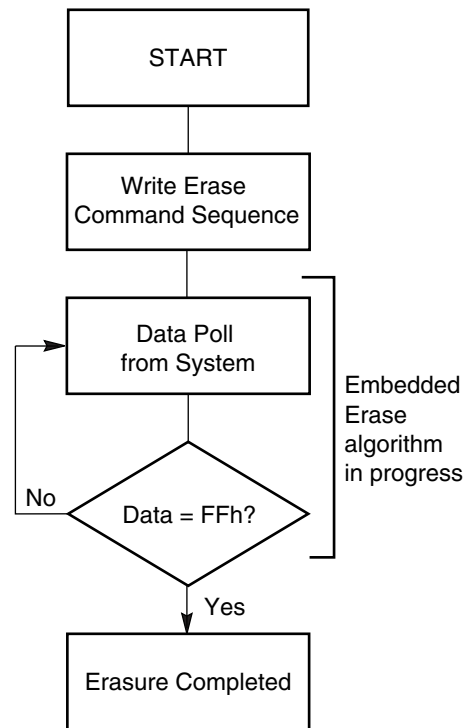 START
Write Erase
Command Sequence
Data Poll
from System
Embedded
Erase
algorithm
in progress
No
Data = FFh?
Yes
Erasure Completed